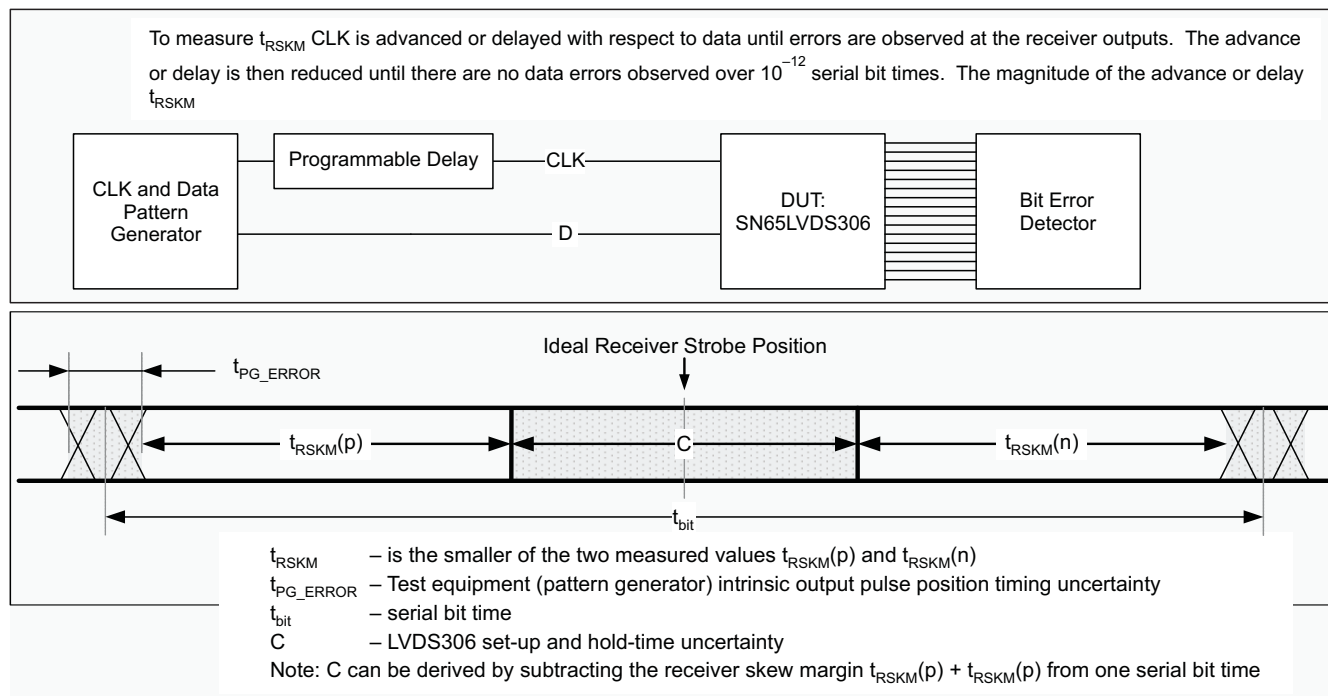 To measure tRSKM CLK is advanced or delayed with respect to data until errors are observed at the receiver outputs. The advance
or delay is then reduced until there are no data errors observed over 10⁻¹² serial bit times. The magnitude of the advance or delay
tRSKM
CLK and Data
Pattern
Generator
Programmable Delay
CLK
D
DUT:
SN65LVDS306
Bit Error
Detector
Ideal Receiver Strobe Position
tPG_ERROR
tRSKM(p)
C
tRSKM(n)
tbit
tRSKM – is the smaller of the two measured values tRSKM(p) and tRSKM(n)
tPG_ERROR – Test equipment (pattern generator) intrinsic output pulse position timing uncertainty
tbit – serial bit time
C – LVDS306 set-up and hold-time uncertainty
Note: C can be derived by subtracting the receiver skew margin tRSKM(p) + tRSKM(p) from one serial bit time